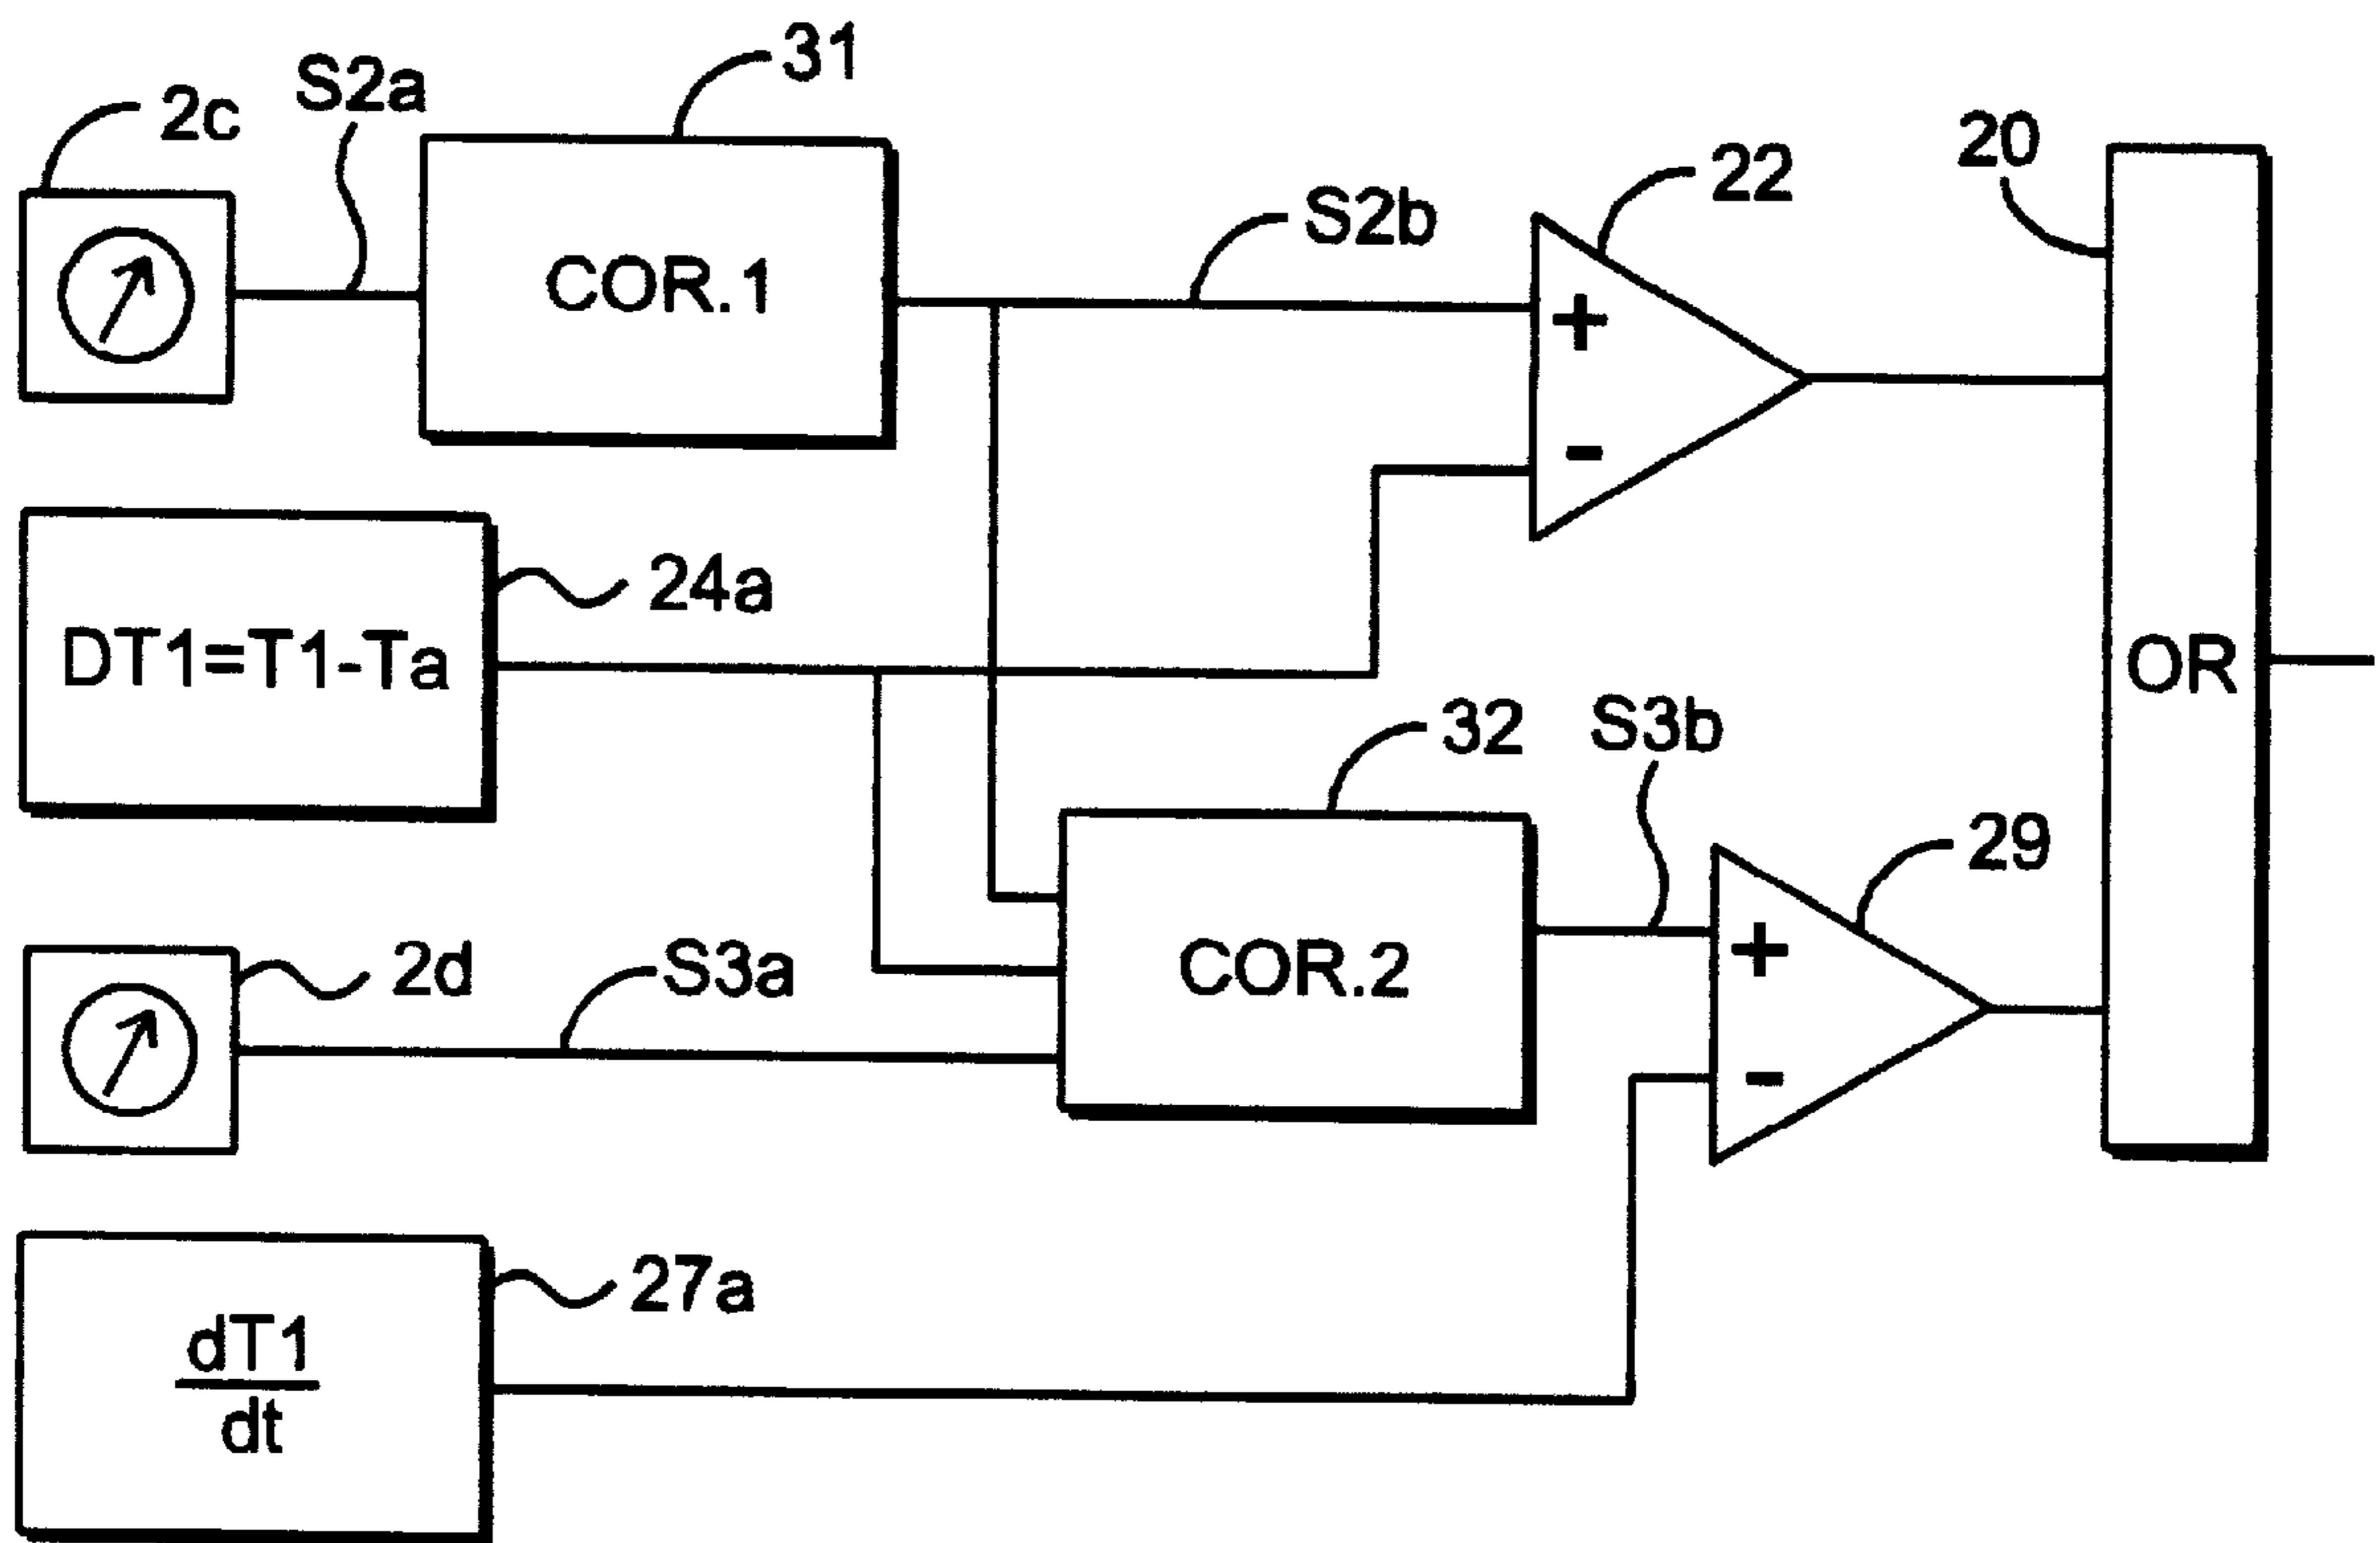 31
S2a
2c
20
22
S2b
COR.1
+
-
24a
DT1=T1-Ta
OR
32
S3b
29
2d
S3a
COR.2
+
-
27a
dT1
dt